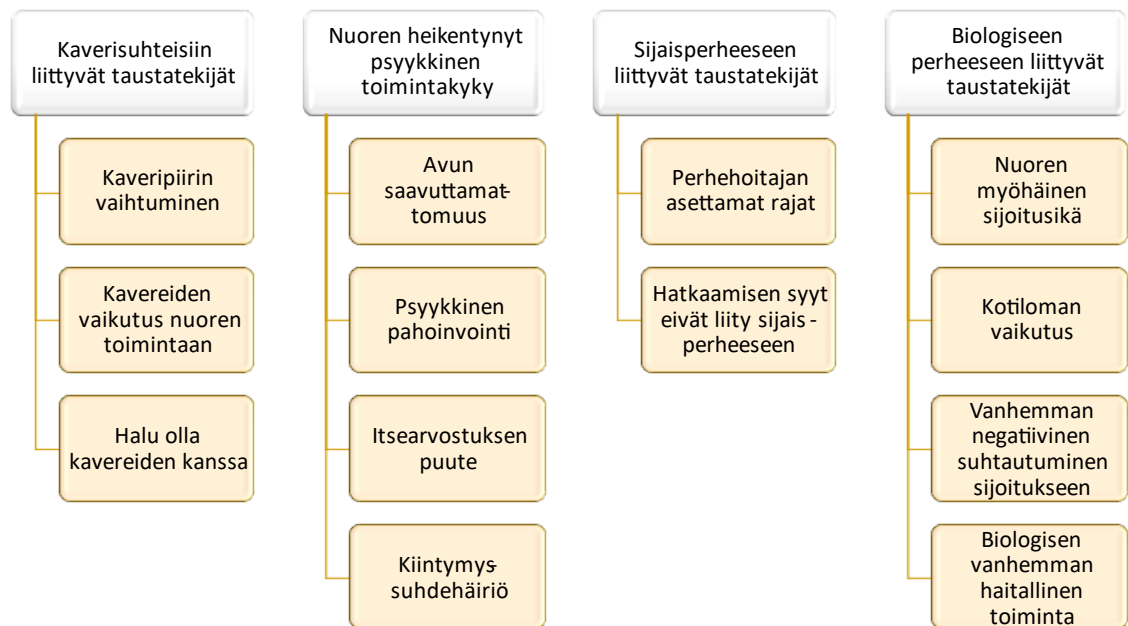 Kaverisuhteisiin
liittyvät taustatekijät
Kaveripiirin
vaihtuminen
Kavereiden
vaikutus nuoren
toimintaan
Halu olla
kavereiden kanssa
Nuoren heikentynyt
psyykkinen
toimintakyky
Avun
saavuttamat-
tomuus
Psyykkinen
pahoinvointi
Itsearvostuksen
puute
Kiintymys-
suhdehäiriö
Sijaisperheeseen
liittyvät taustatekijät
Perhehoitajan
asettamat rajat
Hatkaamisen syyt
eivät liity sijais-
perheeseen
Biologiseen
perheeseen liittyvät
taustatekijät
Nuoren
myöhäinen
sijoitusikä
Kotiloman
vaikutus
Vanhemman
negatiivinen
suhtautuminen
sijoitukseen
Biologisen
vanhemman
haitallinen
toiminta